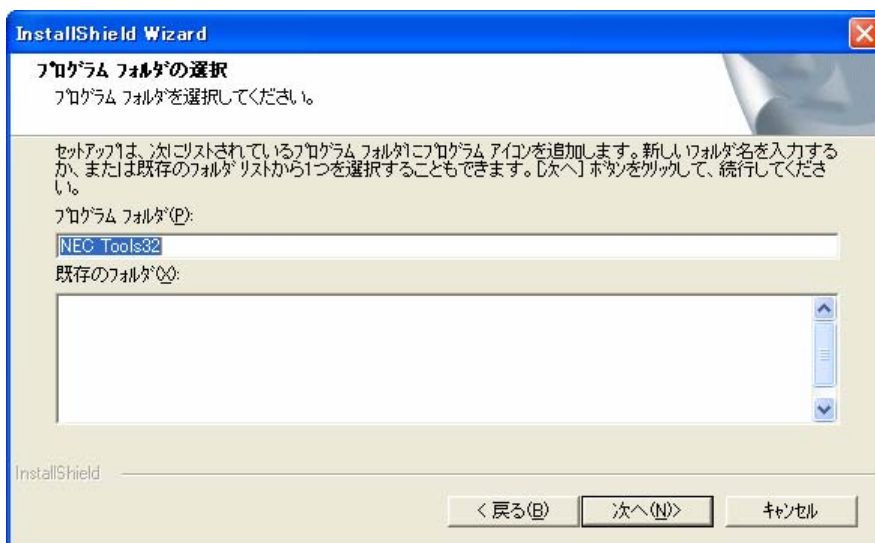 InstallShield Wizard
プログラム フォルダの選択
プログラム フォルダを選択してください。
セットアップは、次にリストされているプログラム フォルダにプログラム アイコンを追加します。新しいフォルダ名を入力する
か、または既存のフォルダ リストから1つを選択することもできます。[次へ] ボタンをクリックして、続行してくださ
い。
プログラム フォルダ(P):
NEC Tools32
既存のフォルダ(X):
InstallShield
< 戻る(B)
次へ(N)>
キャンセル